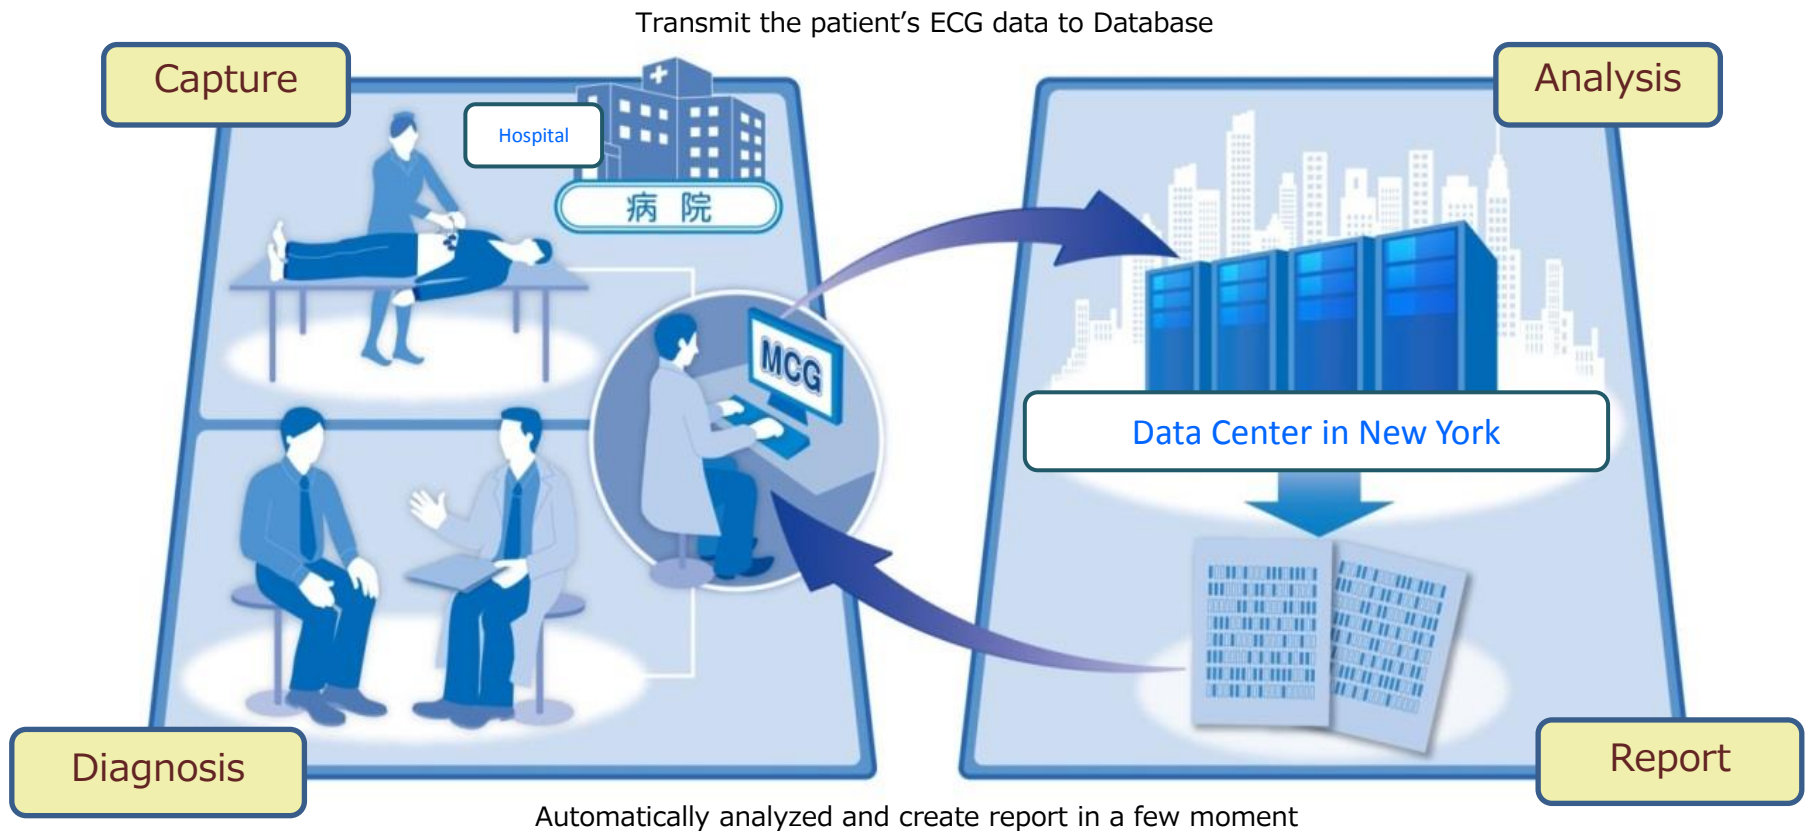 Transmit the patient’s ECG data to Database
Capture
Analysis
Hospital
病院
MCG
Data Center in New York
Diagnosis
Report
Automatically analyzed and create report in a few moment